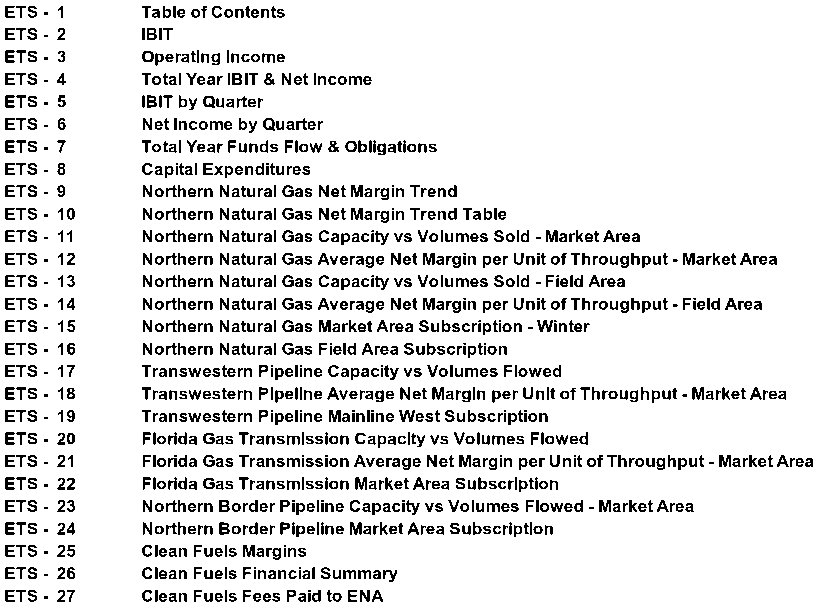 ETS - 1 Table of Contents
ETS - 2 IBIT
ETS - 3 Operating Income
ETS - 4 Total Year IBIT & Net Income
ETS - 5 IBIT by Quarter
ETS - 6 Net Income by Quarter
ETS - 7 Total Year Funds Flow & Obligations
ETS - 8 Capital Expenditures
ETS - 9 Northern Natural Gas Net Margin Trend
ETS - 10 Northern Natural Gas Net Margin Trend Table
ETS - 11 Northern Natural Gas Capacity vs Volumes Sold - Market Area
ETS - 12 Northern Natural Gas Average Net Margin per Unit of Throughput - Market Area
ETS - 13 Northern Natural Gas Capacity vs Volumes Sold - Field Area
ETS - 14 Northern Natural Gas Average Net Margin per Unit of Throughput - Field Area
ETS - 15 Northern Natural Gas Market Area Subscription - Winter
ETS - 16 Northern Natural Gas Field Area Subscription
ETS - 17 Transwestern Pipeline Capacity vs Volumes Flowed
ETS - 18 Transwestern Pipeline Average Net Margin per Unit of Throughput - Market Area
ETS - 19 Transwestern Pipeline Mainline West Subscription
ETS - 20 Florida Gas Transmission Capacity vs Volumes Flowed
ETS - 21 Florida Gas Transmission Average Net Margin per Unit of Throughput - Market Area
ETS - 22 Florida Gas Transmission Market Area Subscription
ETS - 23 Northern Border Pipeline Capacity vs Volumes Flowed - Market Area
ETS - 24 Northern Border Pipeline Market Area Subscription
ETS - 25 Clean Fuels Margins
ETS - 26 Clean Fuels Financial Summary
ETS - 27 Clean Fuels Fees Paid to ENA